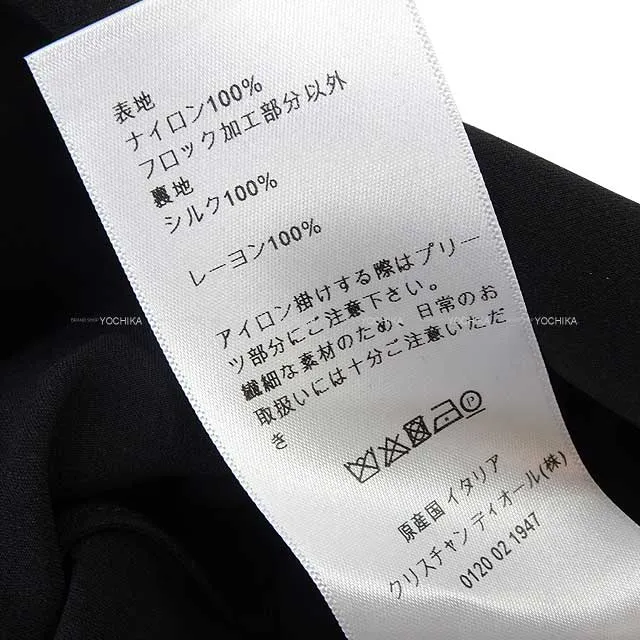 表地
ナイロン100%
フロック加工部分以外
裏地
シルク100%
レーヨン100%
アイロン掛けする際はプリー
ツ部分にご注意下さい。
繊細な素材のため、日常のお
取扱いには十分ご注意いただ
き
原産国 イタリア
クリスチャン ディオール(株)
0120 02 1947
BRAND SHOP YOCHIKA
YOCHIKA
YOCHIKA